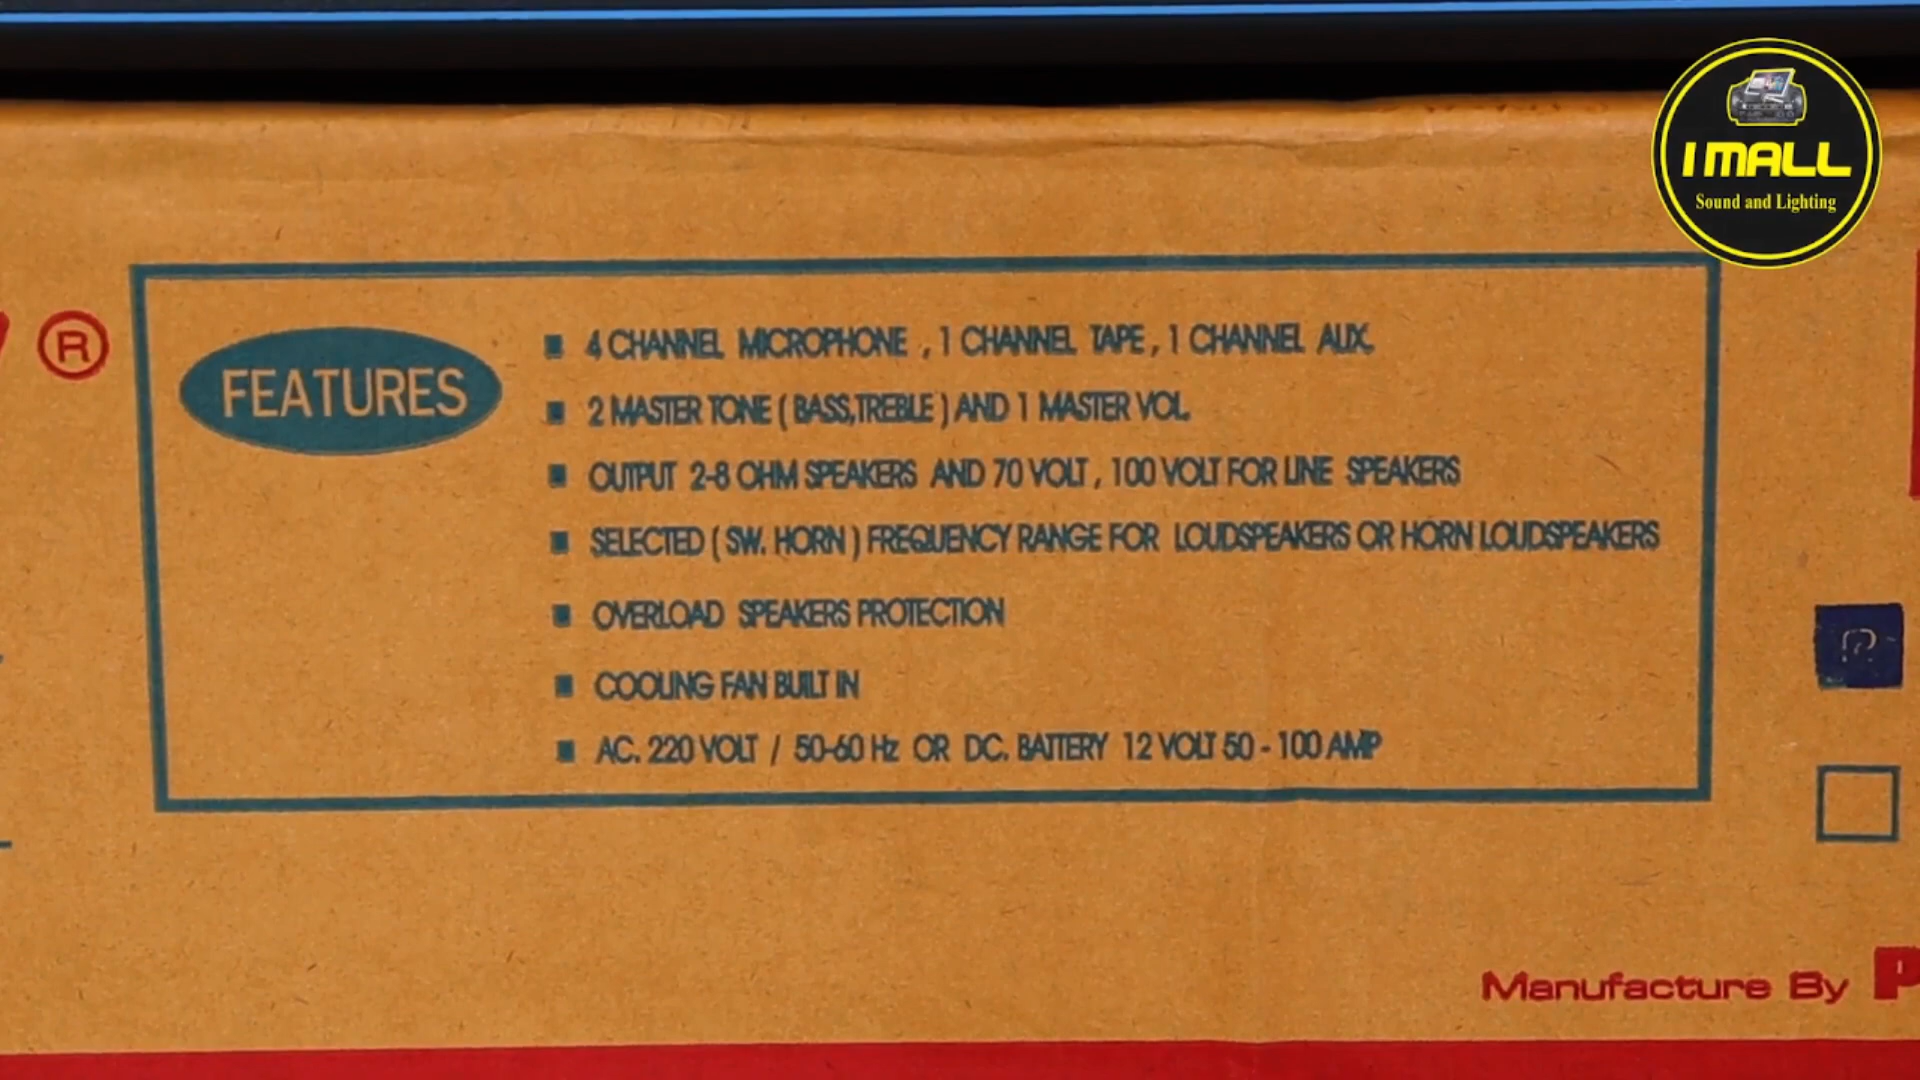 I MALL
Sound and Lighting
®
FEATURES
4 CHANNEL MICROPHONE , 1 CHANNEL TAPE , 1 CHANNEL AUX.
2 MASTER TONE ( BASS,TREBLE ) AND 1 MASTER VOL.
OUTPUT 2-8 OHM SPEAKERS AND 70 VOLT , 100 VOLT FOR LINE SPEAKERS
SELECTED ( SW. HORN ) FREQUENCY RANGE FOR LOUDSPEAKERS OR HORN LOUDSPEAKERS
OVERLOAD SPEAKERS PROTECTION
COOLING FAN BUILT IN
AC. 220 VOLT / 50-60 Hz OR DC. BATTERY 12 VOLT 50 - 100 AMP
Manufacture By P